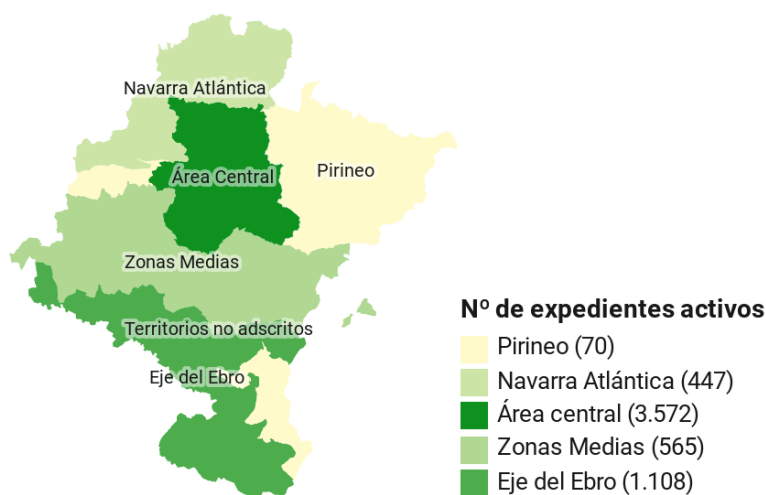 Navarra Atlántica
Área Central
Pirineo
Zonas Medias
Territorios no adscritos
Eje del Ebro
Nº de expedientes activos
Pirineo (70)
Navarra Atlántica (447)
Área central (3.572)
Zonas Medias (565)
Eje del Ebro (1.108)